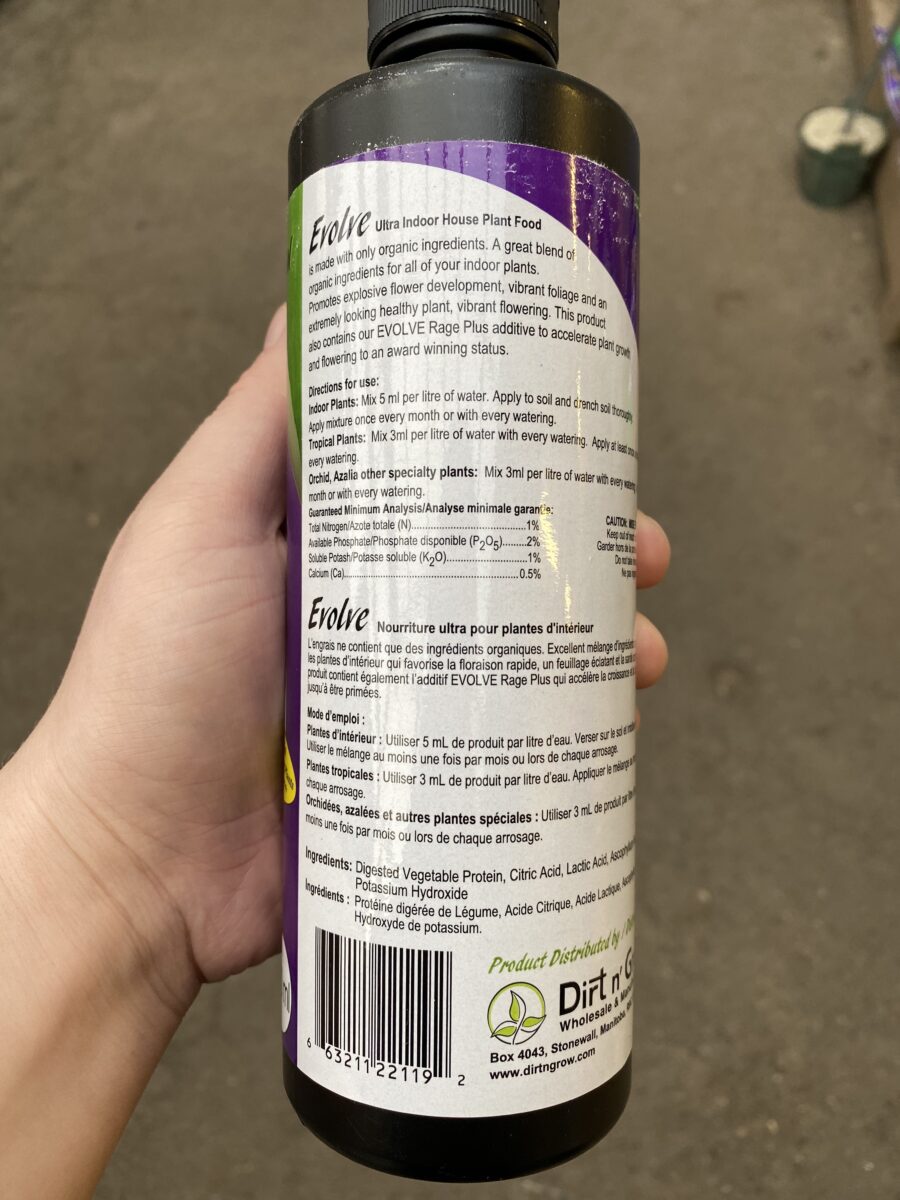 Evolve Ultra Indoor House Plant Food
is made with only organic ingredients. A great blend of
organic ingredients for all of your indoor plants.
Promotes explosive flower development, vibrant foliage and an
extremely looking healthy plant, vibrant flowering. This product
also contains our EVOLVE Rage Plus additive to accelerate plant growth
and flowering to an award winning status.
Directions for use:
Indoor Plants: Mix 5 ml per litre of water. Apply to soil and drench soil thoroughly
Apply mixture once every month or with every watering.
Tropical Plants: Mix 3ml per litre of water with every watering. Apply at least once
every watering.
Orchid, Azalia other specialty plants: Mix 3ml per litre of water with every watering
month or with every watering.
Guaranteed Minimum Analysis/Analyse minimale garantie:
Total Nitrogen/Azote totale (N)...1%
Available Phosphate/Phosphate disponible (P2O5)...2%
Soluble Potash/Potasse soluble (K2O)...1%
Calcium (Ca)...0.5%
CAUTION:
Keep out of
Garder hors de
Do not
Ne pas
Evolve Nourriture ultra pour plantes d'intérieur
L'engrais ne contient que des ingrédients organiques. Excellent mélange d'ingrédients
les plantes d'intérieur qui favorise la floraison rapide, un feuillage éclatant et la santé
produit contient également l'additif EVOLVE Rage Plus qui accélère la croissance et
jusqu'à être primées.
Mode d'emploi :
Plantes d'intérieur : Utiliser 5 mL de produit par litre d'eau. Verser sur le sol et
Utiliser le mélange au moins une fois par mois ou lors de chaque arrosage.
Plantes tropicales : Utiliser 3 mL de produit par litre d'eau. Appliquer le mélange
chaque arrosage.
Orchidées, azalées et autres plantes spéciales : Utiliser 3 mL de produit par
moins une fois par mois ou lors de chaque arrosage.
Ingredients: Digested Vegetable Protein, Citric Acid, Lactic Acid,
Potassium Hydroxide
Ingrédients : Protéine digérée de Légume, Acide Citrique, Acide Lactique,
Hydroxyde de potassium.
Product Distributed by /
Dirt n'
Wholesale &
Box 4043, Stonewall, Manitoba,
www.dirtngrow.com
6 63211 22119 2
ml